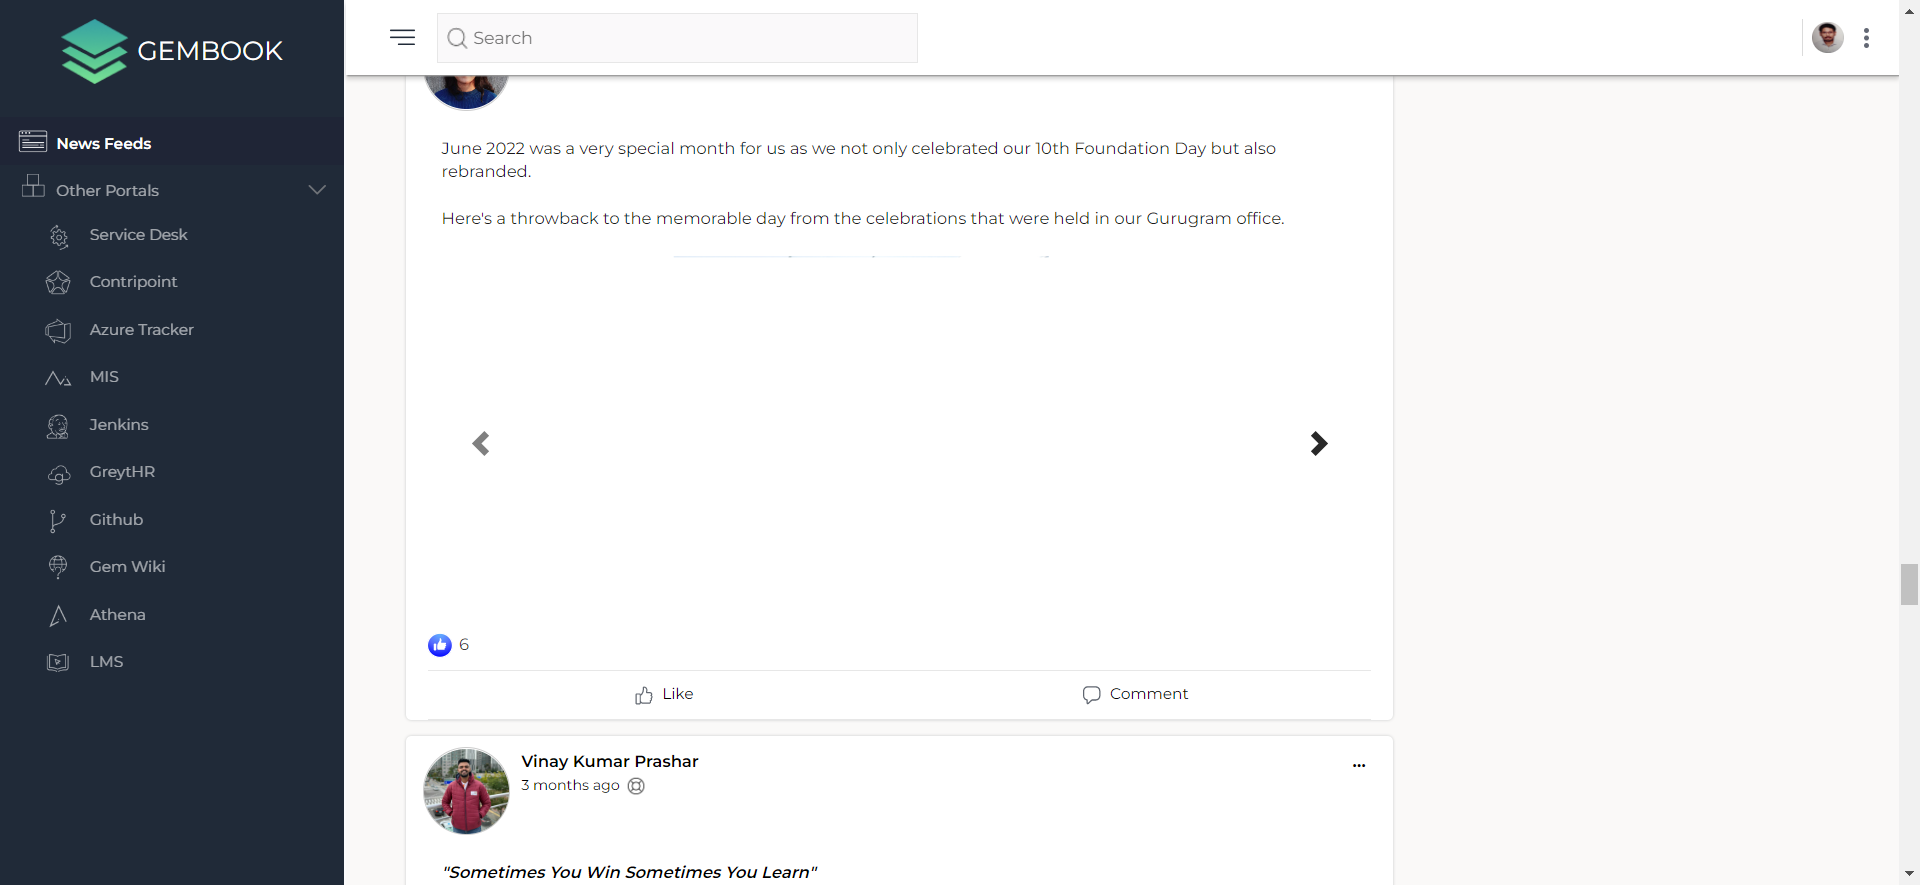 GEMBOOK
Search
News Feeds
Other Portals
Service Desk
Contripoint
Azure Tracker
MIS
Jenkins
GreytHR
Github
Gem Wiki
Athena
LMS
June 2022 was a very special month for us as we not only celebrated our 10th Foundation Day but also
rebranded.
Here's a throwback to the memorable day from the celebrations that were held in our Gurugram office.
6
Like
Comment
Vinay Kumar Prashar
3 months ago
"Sometimes You Win Sometimes You Learn"